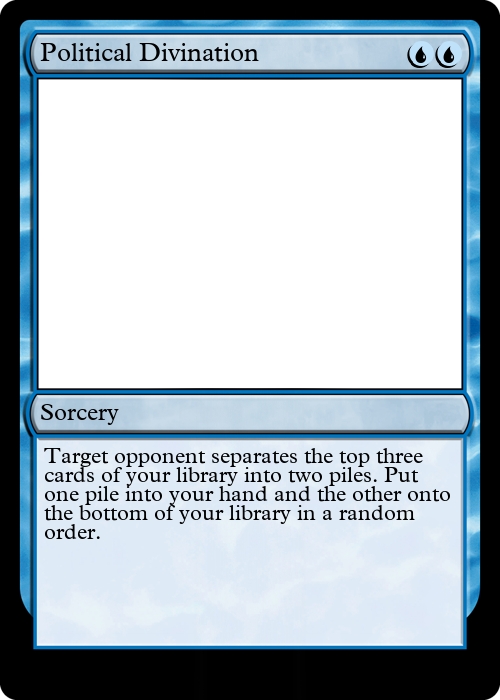 Political Divination
Sorcery
Target opponent separates the top three
cards of your library into two piles. Put
one pile into your hand and the other onto
the bottom of your library in a random
order.